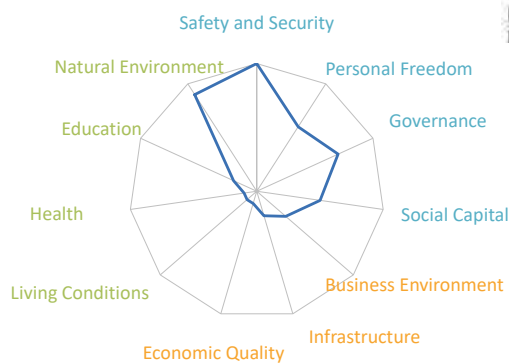 Safety and Security
Natural Environment
Personal Freedom
Education
Governance
Health
Social Capital
Living Conditions
Business Environment
Infrastructure
Economic Quality